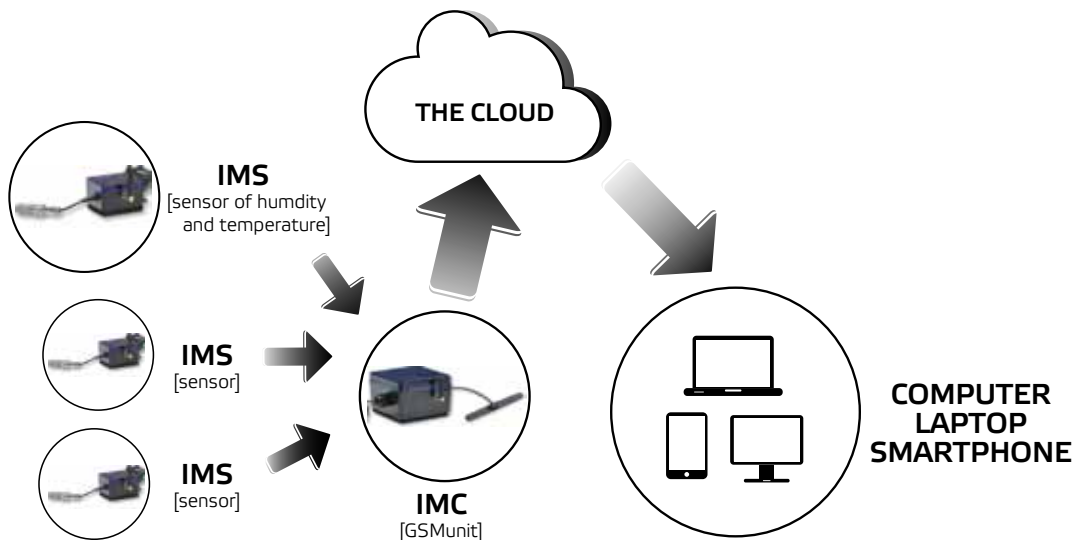 THE CLOUD
IMS
[sensor of humdity
and temperature]
IMS
[sensor]
IMS
[sensor]
IMC
[GSMunit]
COMPUTER
LAPTOP
SMARTPHONE